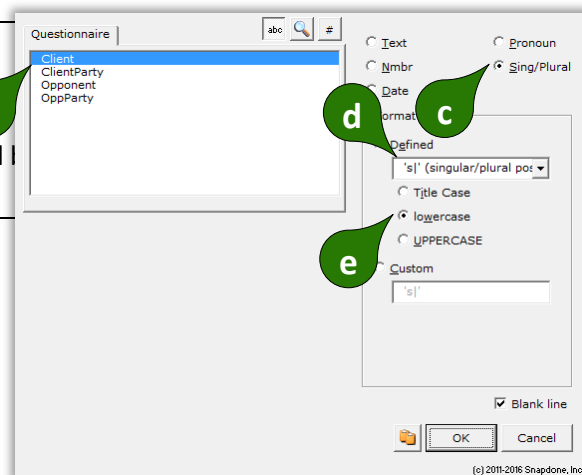 Questionnaire
abc
#
Client
ClientParty
Opponent
OppParty
Text
Pronoun
Nmbr
Sing/Plural
Date
c
d
ormat
Defined
's|' (singular/plural pos
Title Case
lowercase
e
UPPERCASE
Custom
's|'
Blank line
OK
Cancel
(c) 2011-2016 Snapdone, Inc